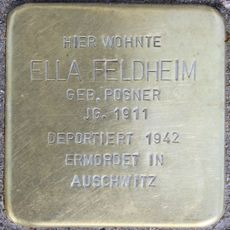 HIER WOHNTE
ELLA FELDHEIM
GEB. POSNER
JG. 1911
DEPORTIERT 1942
ERMORDET IN
AUSCHWITZ